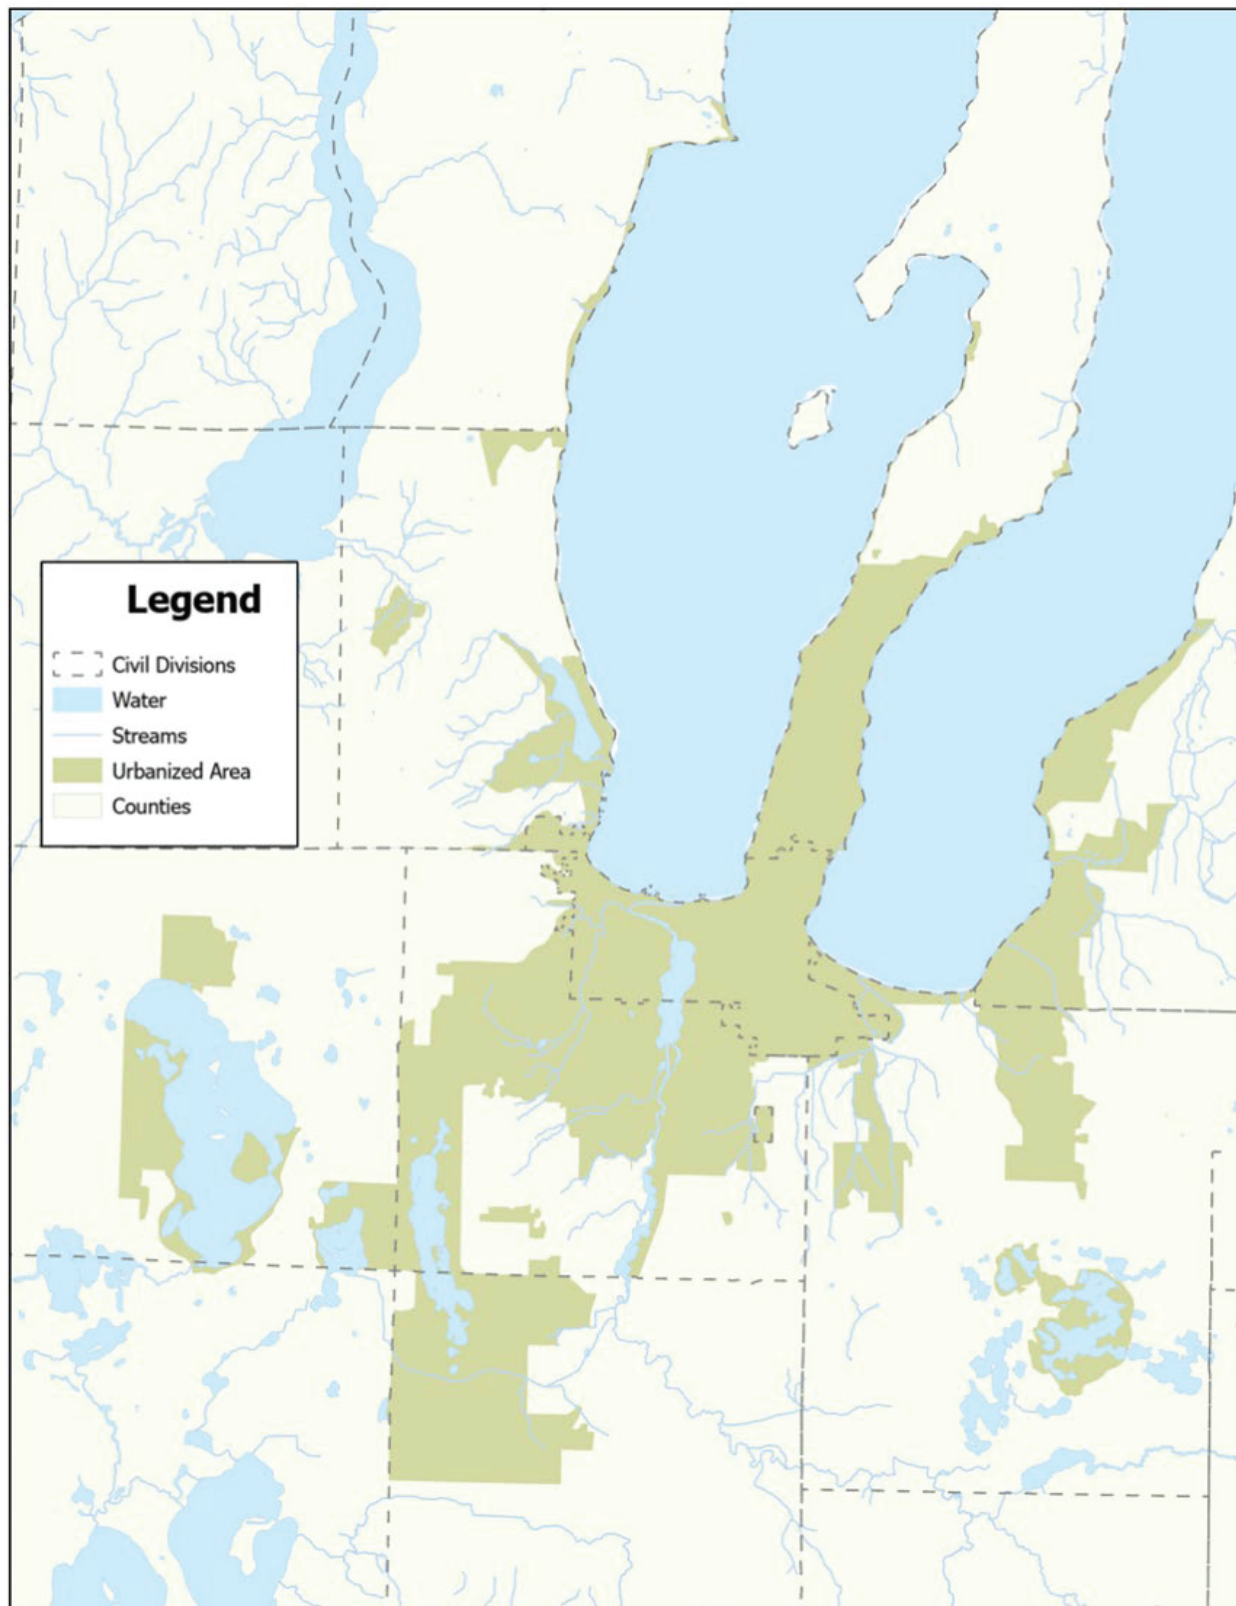 Legend
Civil Divisions
Water
Streams
Urbanized Area
Counties